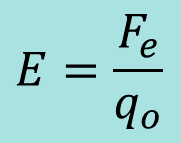 E = Fₑ / qₒ